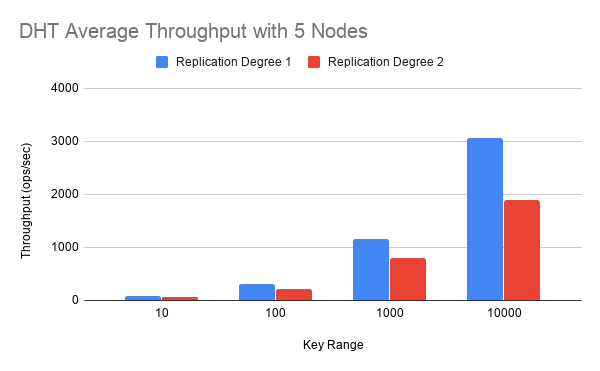 DHT Average Throughput with 5 Nodes
Replication Degree 1 Replication Degree 2
4000
3000
2000
1000
0
Throughput (ops/sec)
10 100 1000 10000
Key Range